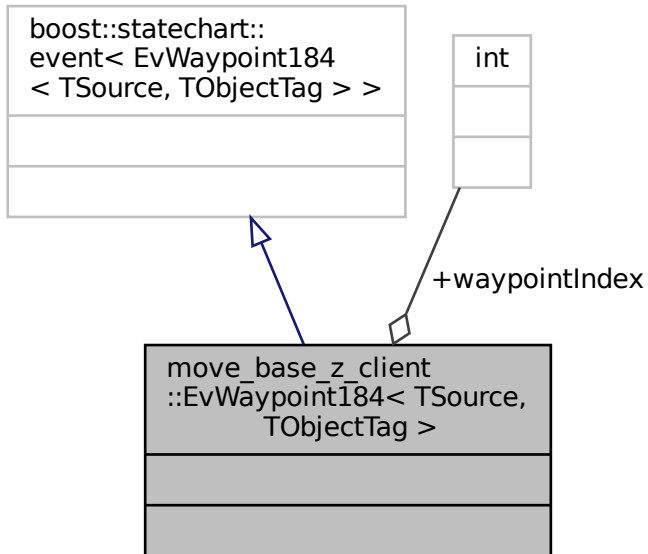 boost::statechart::
event< EvWaypoint184
< TSource, TObjectTag > >
int
+waypointIndex
move_base_z_client
::EvWaypoint184< TSource,
TObjectTag >